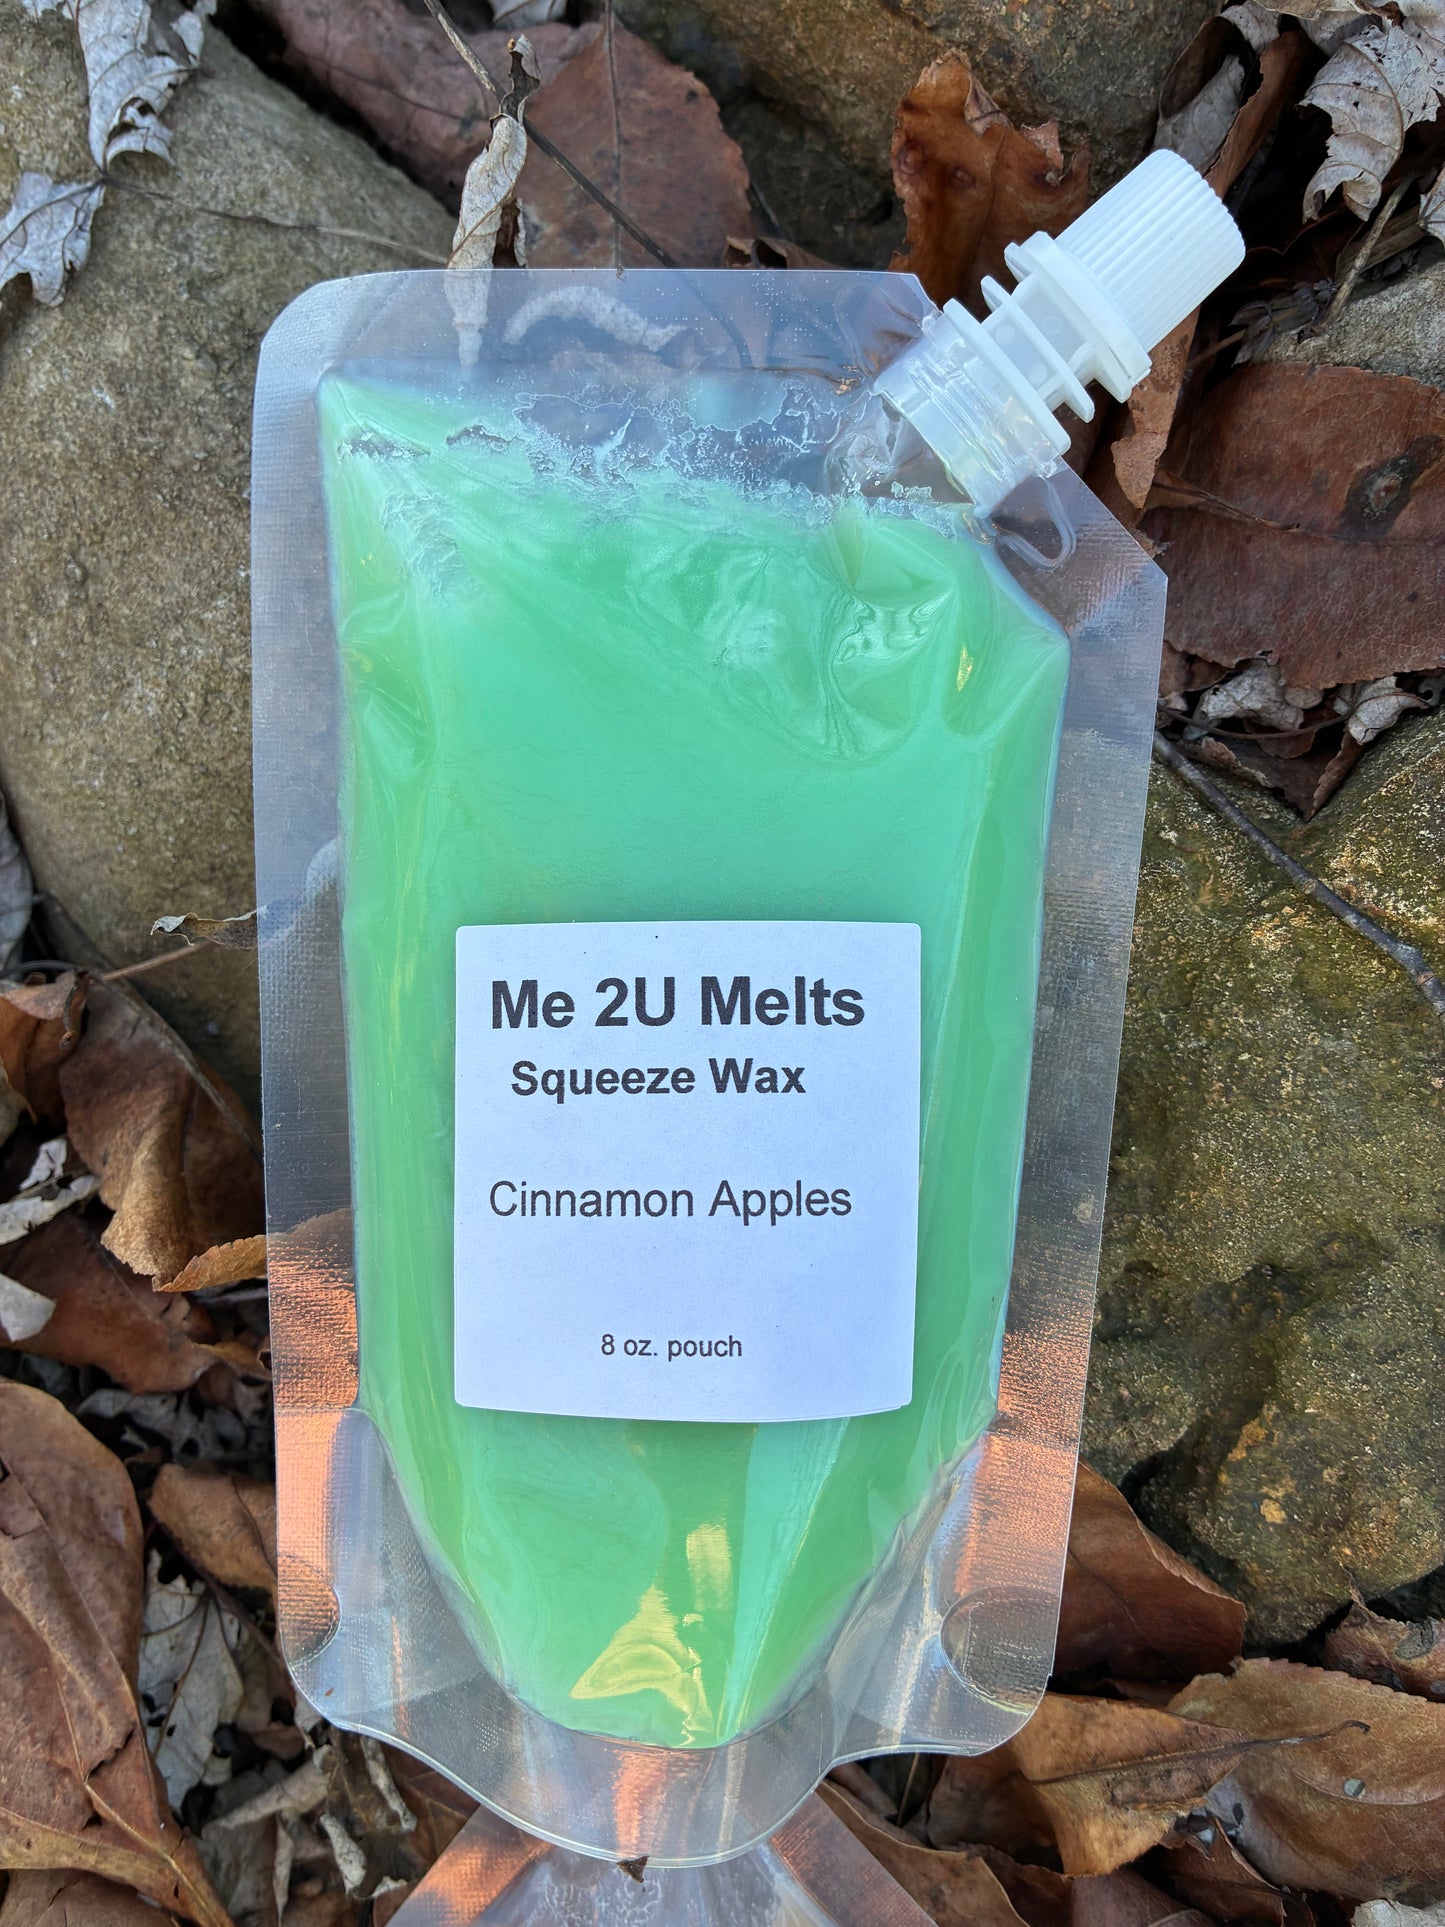 Me 2U Melts
Squeeze Wax
Cinnamon Apples
8 oz. pouch